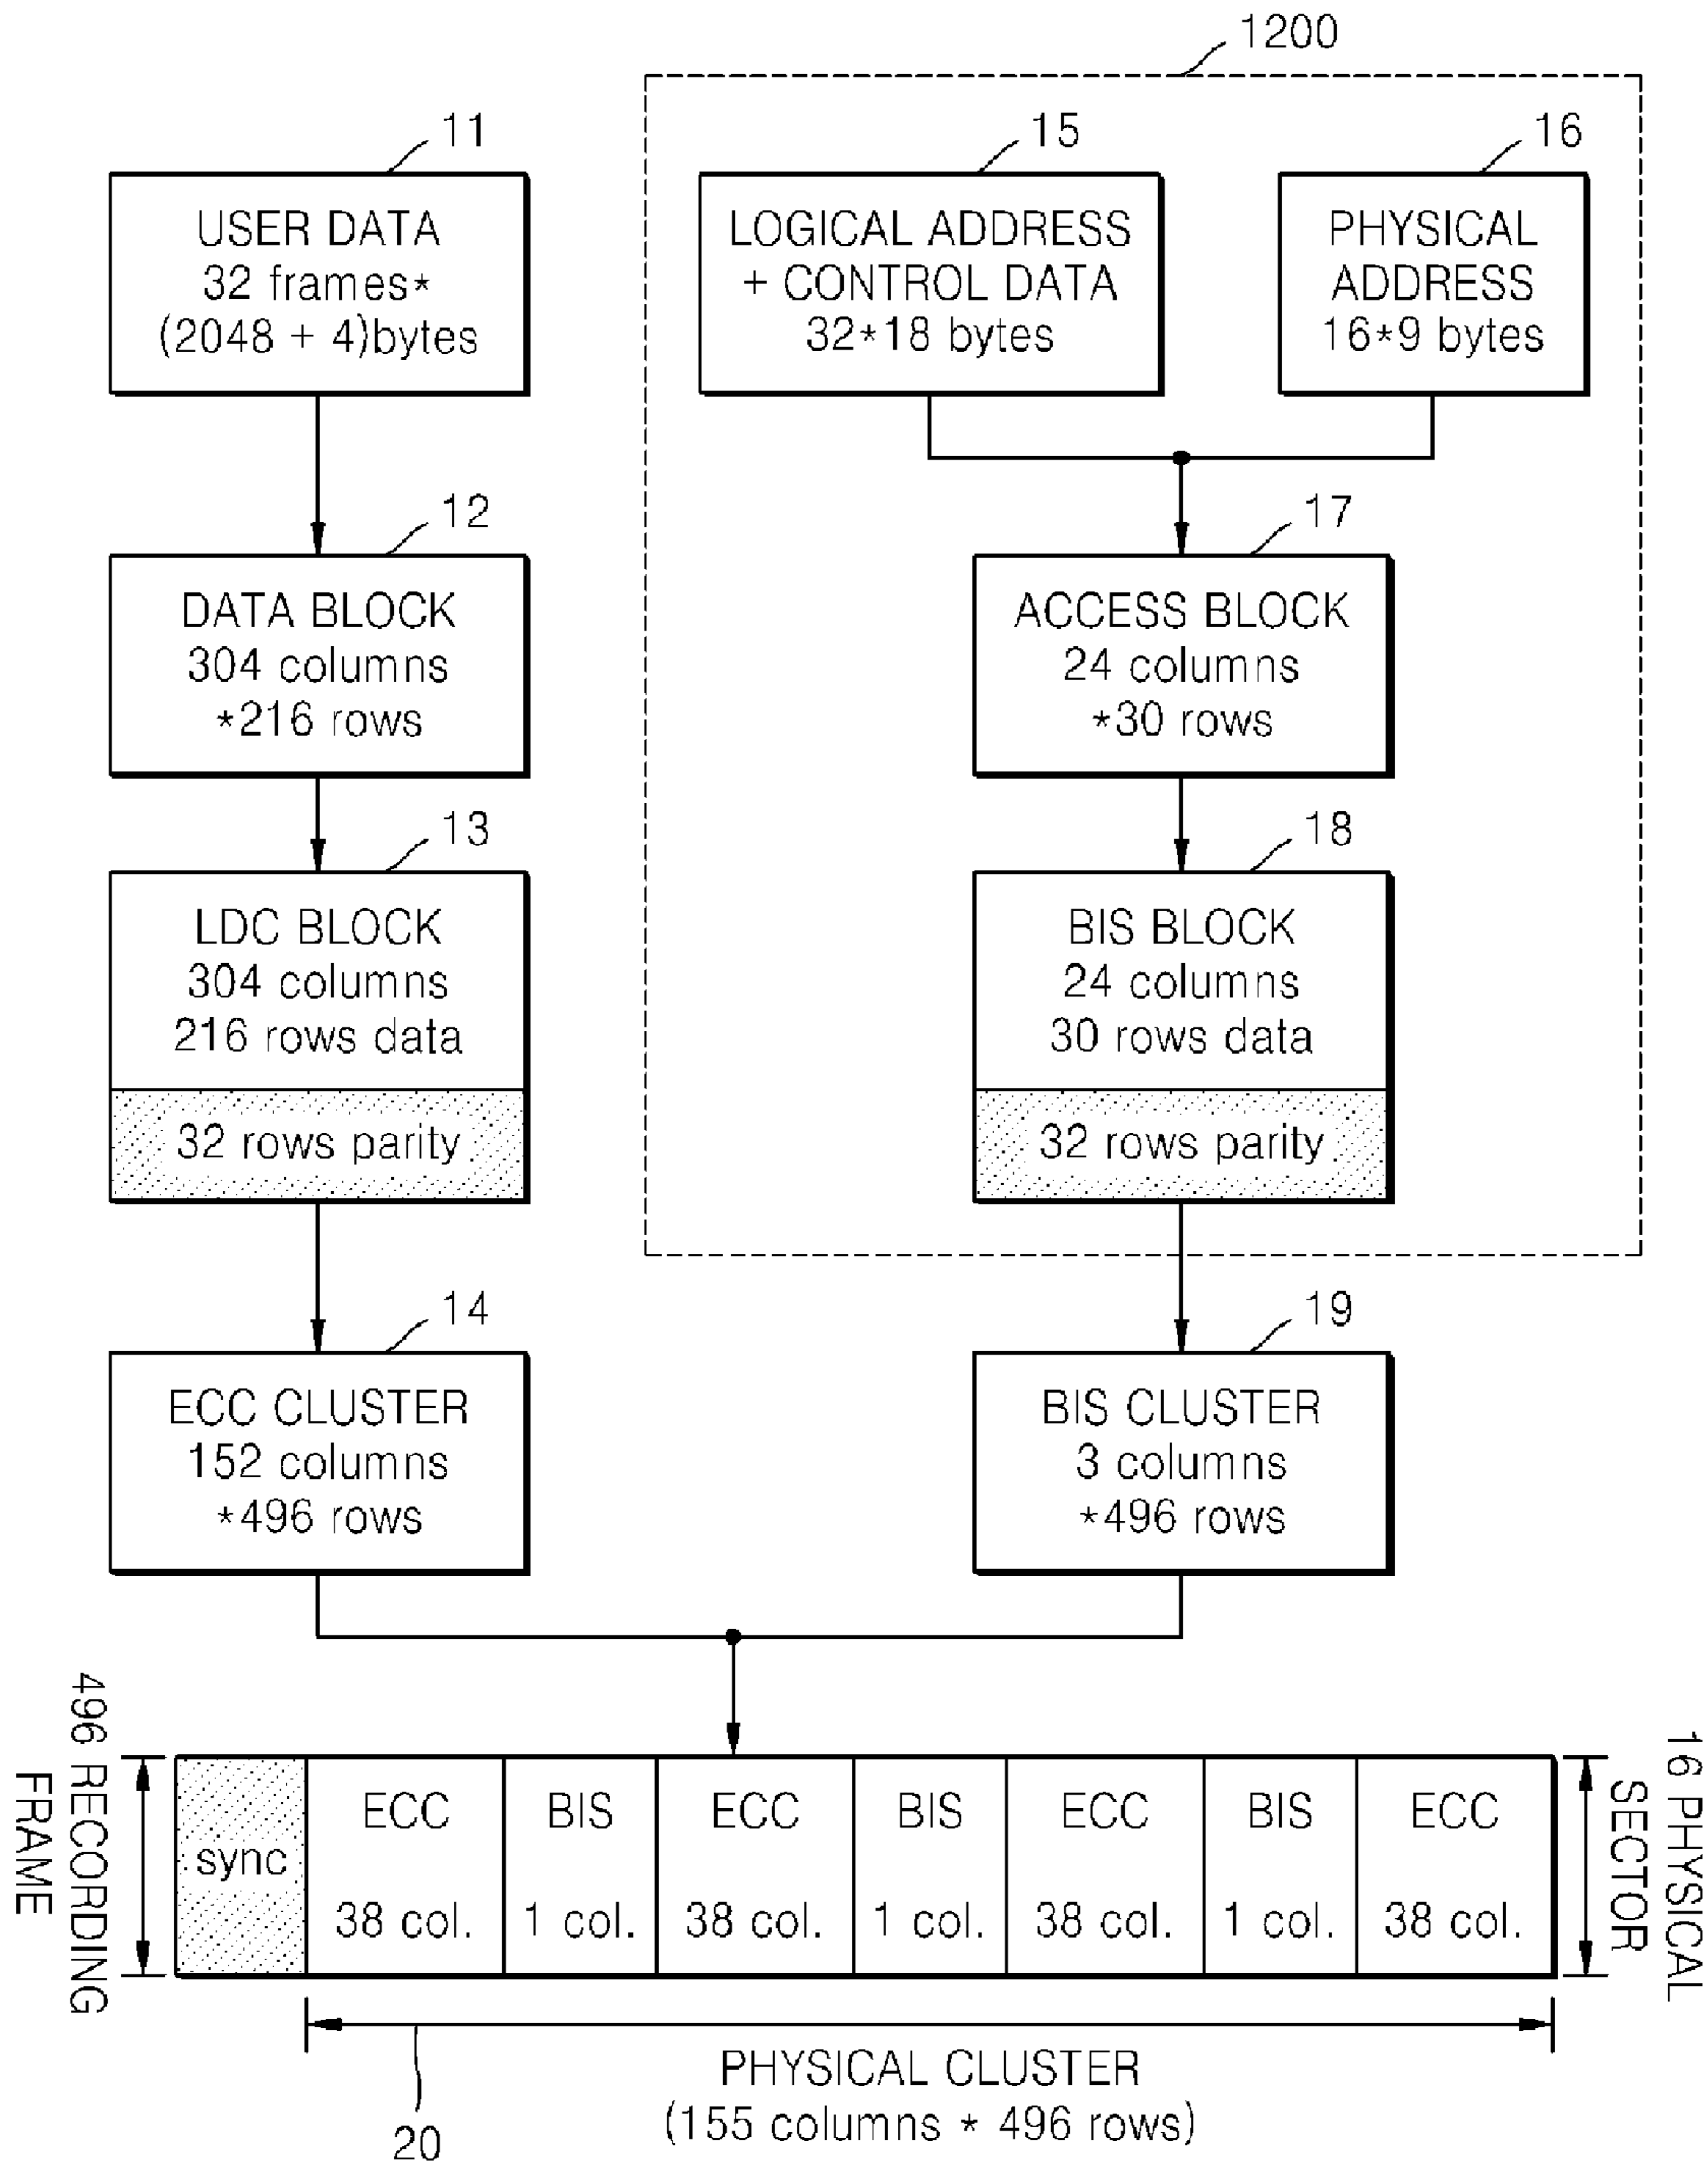 1200
11
USER DATA
32 frames*
(2048 + 4)bytes
15
LOGICAL ADDRESS
+ CONTROL DATA
32*18 bytes
16
PHYSICAL
ADDRESS
16*9 bytes
12
DATA BLOCK
304 columns
*216 rows
17
ACCESS BLOCK
24 columns
*30 rows
13
LDC BLOCK
304 columns
216 rows data
32 rows parity
18
BIS BLOCK
24 columns
30 rows data
32 rows parity
14
ECC CLUSTER
152 columns
*496 rows
19
BIS CLUSTER
3 columns
*496 rows
496 RECORDING
FRAME
sync
ECC
38 col.
BIS
1 col.
ECC
38 col.
BIS
1 col.
ECC
38 col.
BIS
1 col.
ECC
38 col.
16 PHYSICAL
SECTOR
20
PHYSICAL CLUSTER
(155 columns * 496 rows)